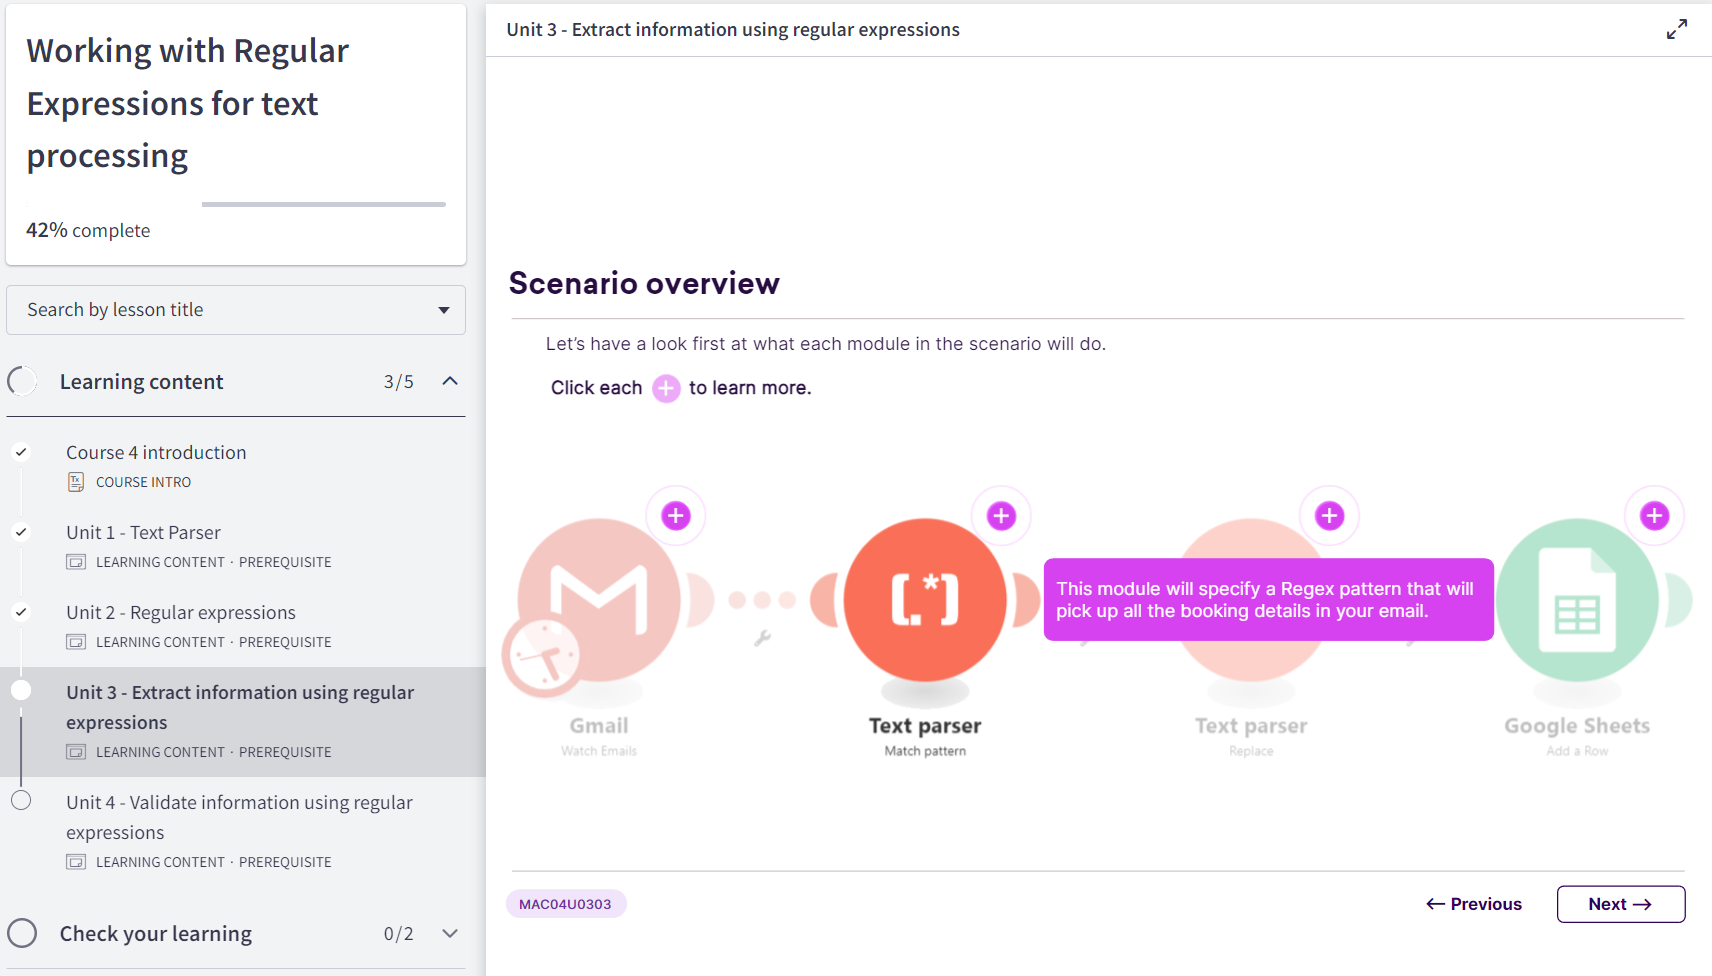 Working with Regular
Expressions for text
processing
42% complete
Search by lesson title
Learning content 3/5
Course 4 introduction
COURSE INTRO
Unit 1 - Text Parser
LEARNING CONTENT · PREREQUISITE
Unit 2 - Regular expressions
LEARNING CONTENT · PREREQUISITE
Unit 3 - Extract information using regular
expressions
LEARNING CONTENT · PREREQUISITE
Unit 4 - Validate information using regular
expressions
LEARNING CONTENT · PREREQUISITE
Check your learning 0/2
Unit 3 - Extract information using regular expressions
Scenario overview
Let's have a look first at what each module in the scenario will do.
Click each + to learn more.
This module will specify a Regex pattern that will
pick up all the booking details in your email.
Gmail
Watch Emails
Text parser
Match pattern
Text parser
Replace
Google Sheets
Add a Row
MAC04U0303
← Previous
Next →